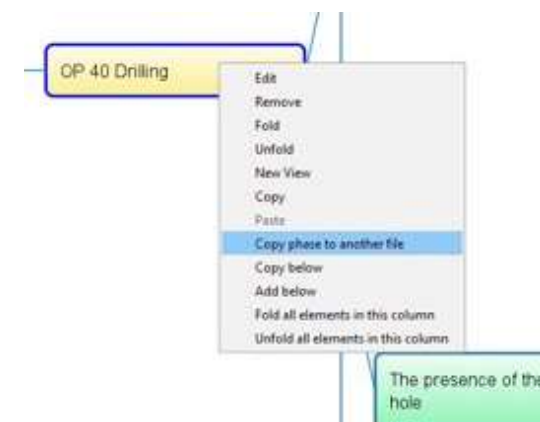 OP 40 Drilling
Edit
Remove
Fold
Unfold
New View
Copy
Paste
Copy phase to another file
Copy below
Add below
Fold all elements in this column
Unfold all elements in this column
The presence of the
hole